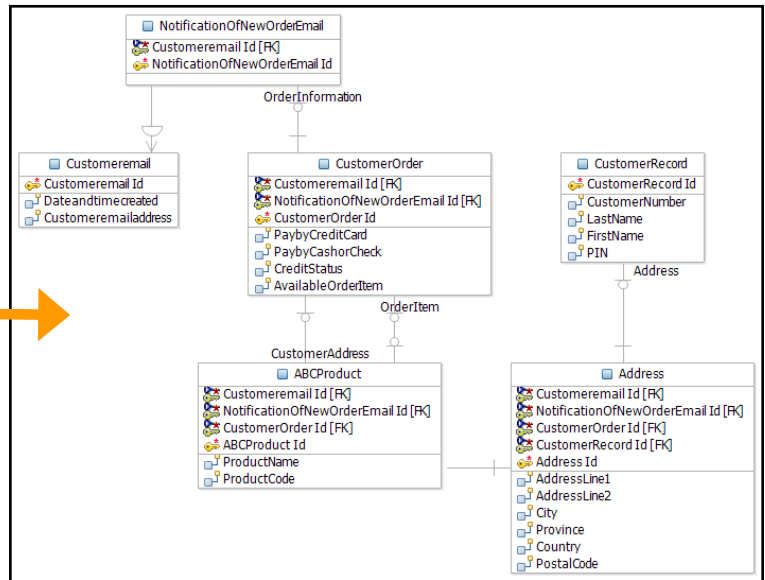 NotificationOfNewOrderEmail
Customeremail Id [FK]
NotificationOfNewOrderEmail Id
OrderInformation
Customeremail
Customeremail Id
Dateandtimecreated
Customeremailaddress
CustomerOrder
Customeremail Id [FK]
NotificationOfNewOrderEmail Id [FK]
CustomerOrder Id
PaybyCreditCard
PaybyCashorCheck
CreditStatus
AvailableOrderItem
CustomerRecord
CustomerRecord Id
CustomerNumber
LastName
FirstName
PIN
Address
OrderItem
CustomerAddress
ABCProduct
Customeremail Id [FK]
NotificationOfNewOrderEmail Id [FK]
CustomerOrder Id [FK]
ABCProduct Id
ProductName
ProductCode
Address
Customeremail Id [FK]
NotificationOfNewOrderEmail Id [FK]
CustomerOrder Id [FK]
CustomerRecord Id [FK]
Address Id
AddressLine1
AddressLine2
City
Province
Country
PostalCode